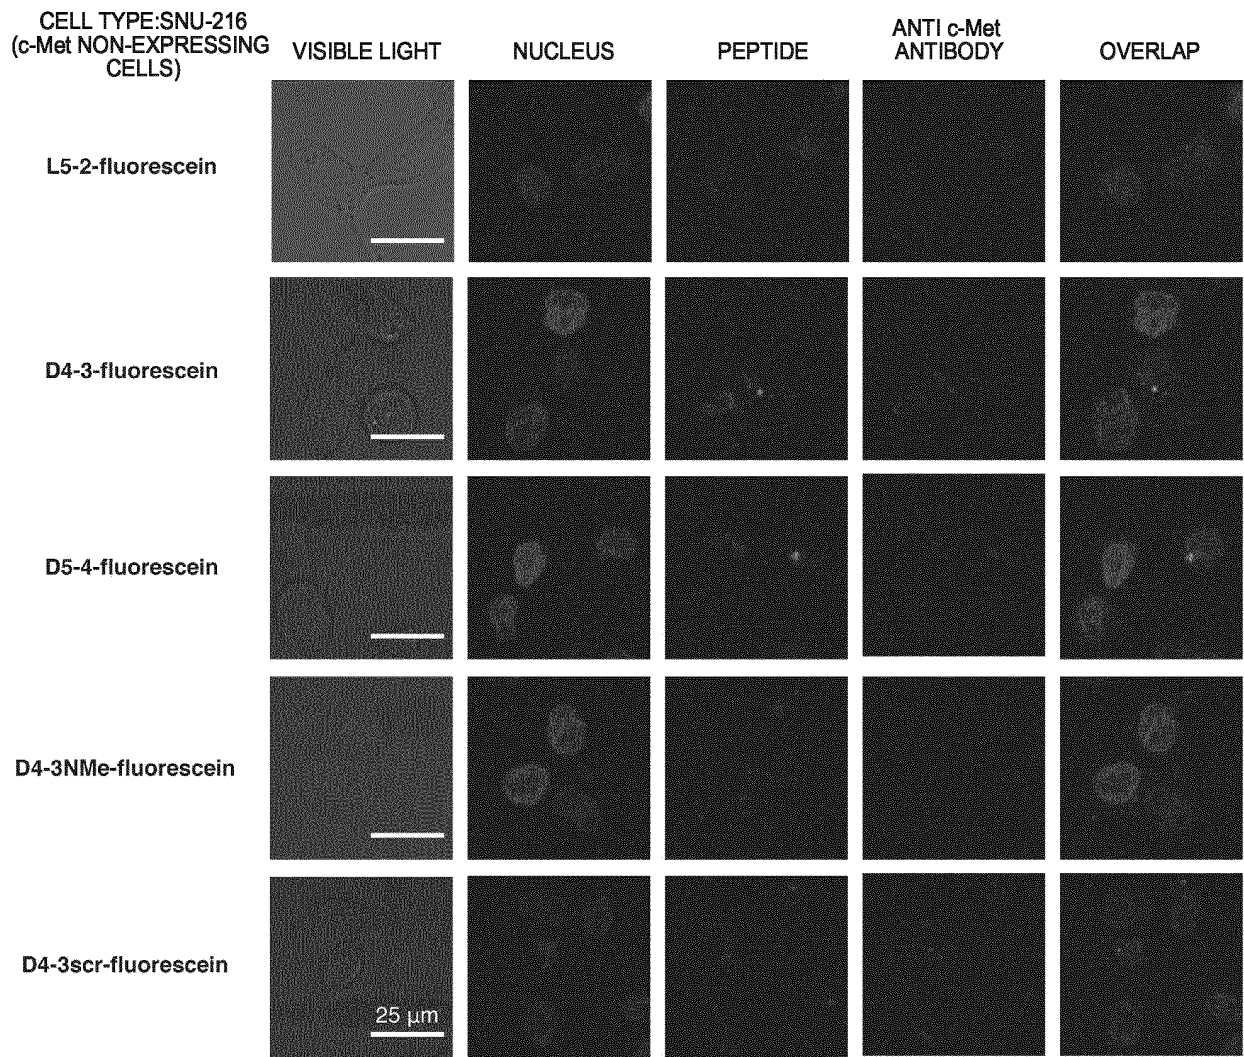 CELL TYPE:SNU-216
(c-Met NON-EXPRESSING
CELLS)
VISIBLE LIGHT
NUCLEUS
PEPTIDE
ANTI c-Met
ANTIBODY
OVERLAP
L5-2-fluorescein
D4-3-fluorescein
D5-4-fluorescein
D4-3NMe-fluorescein
D4-3scr-fluorescein
25 μm